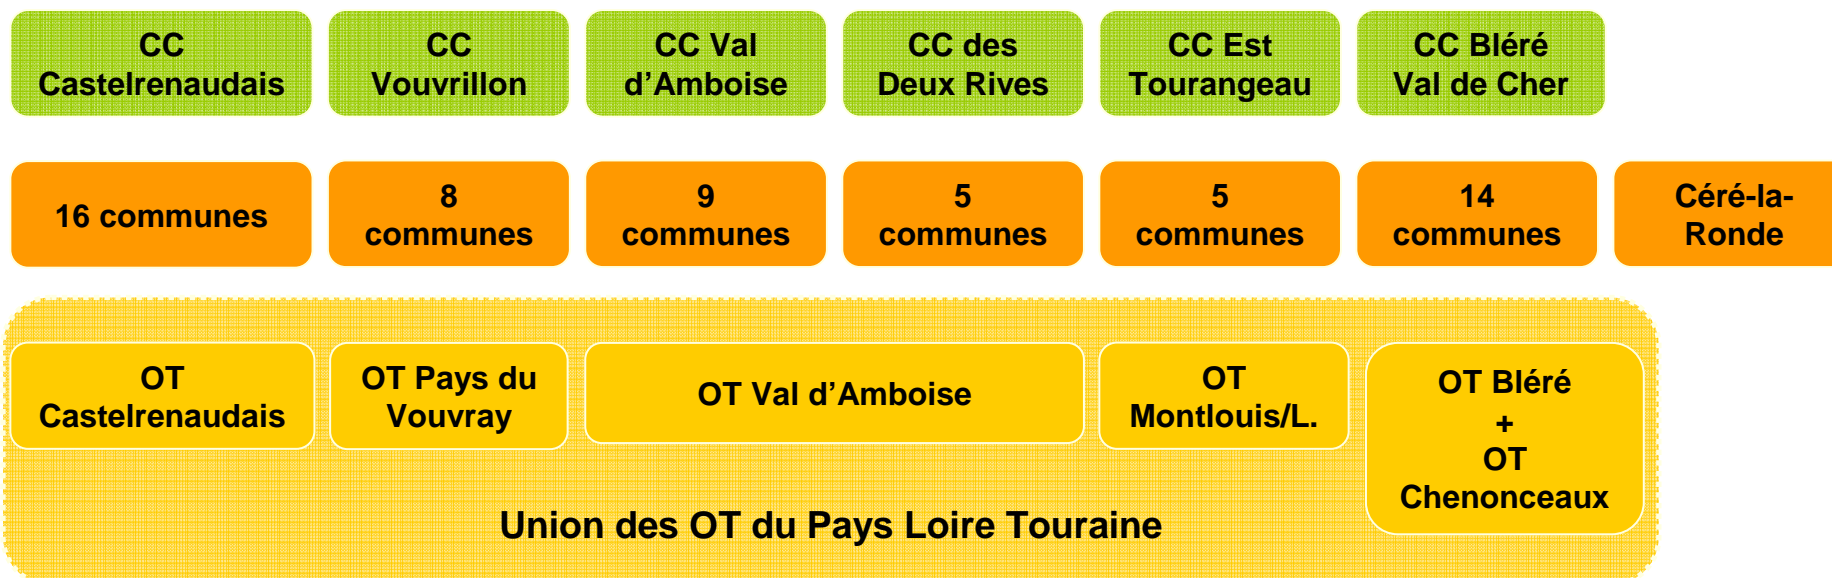 CC
Castelrenaudais
CC
Vouvrillon
CC Val
d’Amboise
CC des
Deux Rives
CC Est
Tourangeau
CC Bléré
Val de Cher
16 communes
8
communes
9
communes
5
communes
5
communes
14
communes
Céré-la-
Ronde
OT
Castelrenaudais
OT Pays du
Vouvray
OT Val d’Amboise
OT
Montlouis/L.
OT Bléré
+
OT
Chenonceaux
Union des OT du Pays Loire Touraine